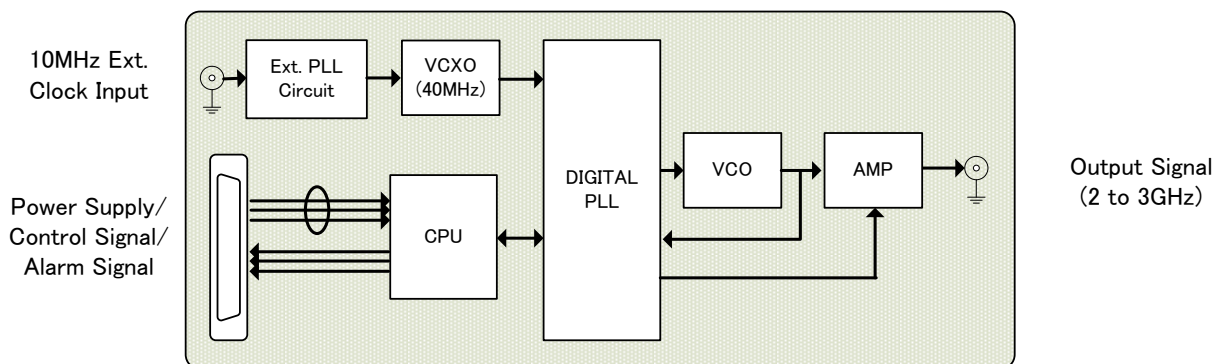 10MHz Ext.
Clock Input
Ext. PLL
Circuit
VCXO
(40MHz)
Power Supply/
Control Signal/
Alarm Signal
CPU
DIGITAL
PLL
VCO
AMP
Output Signal
(2 to 3GHz)